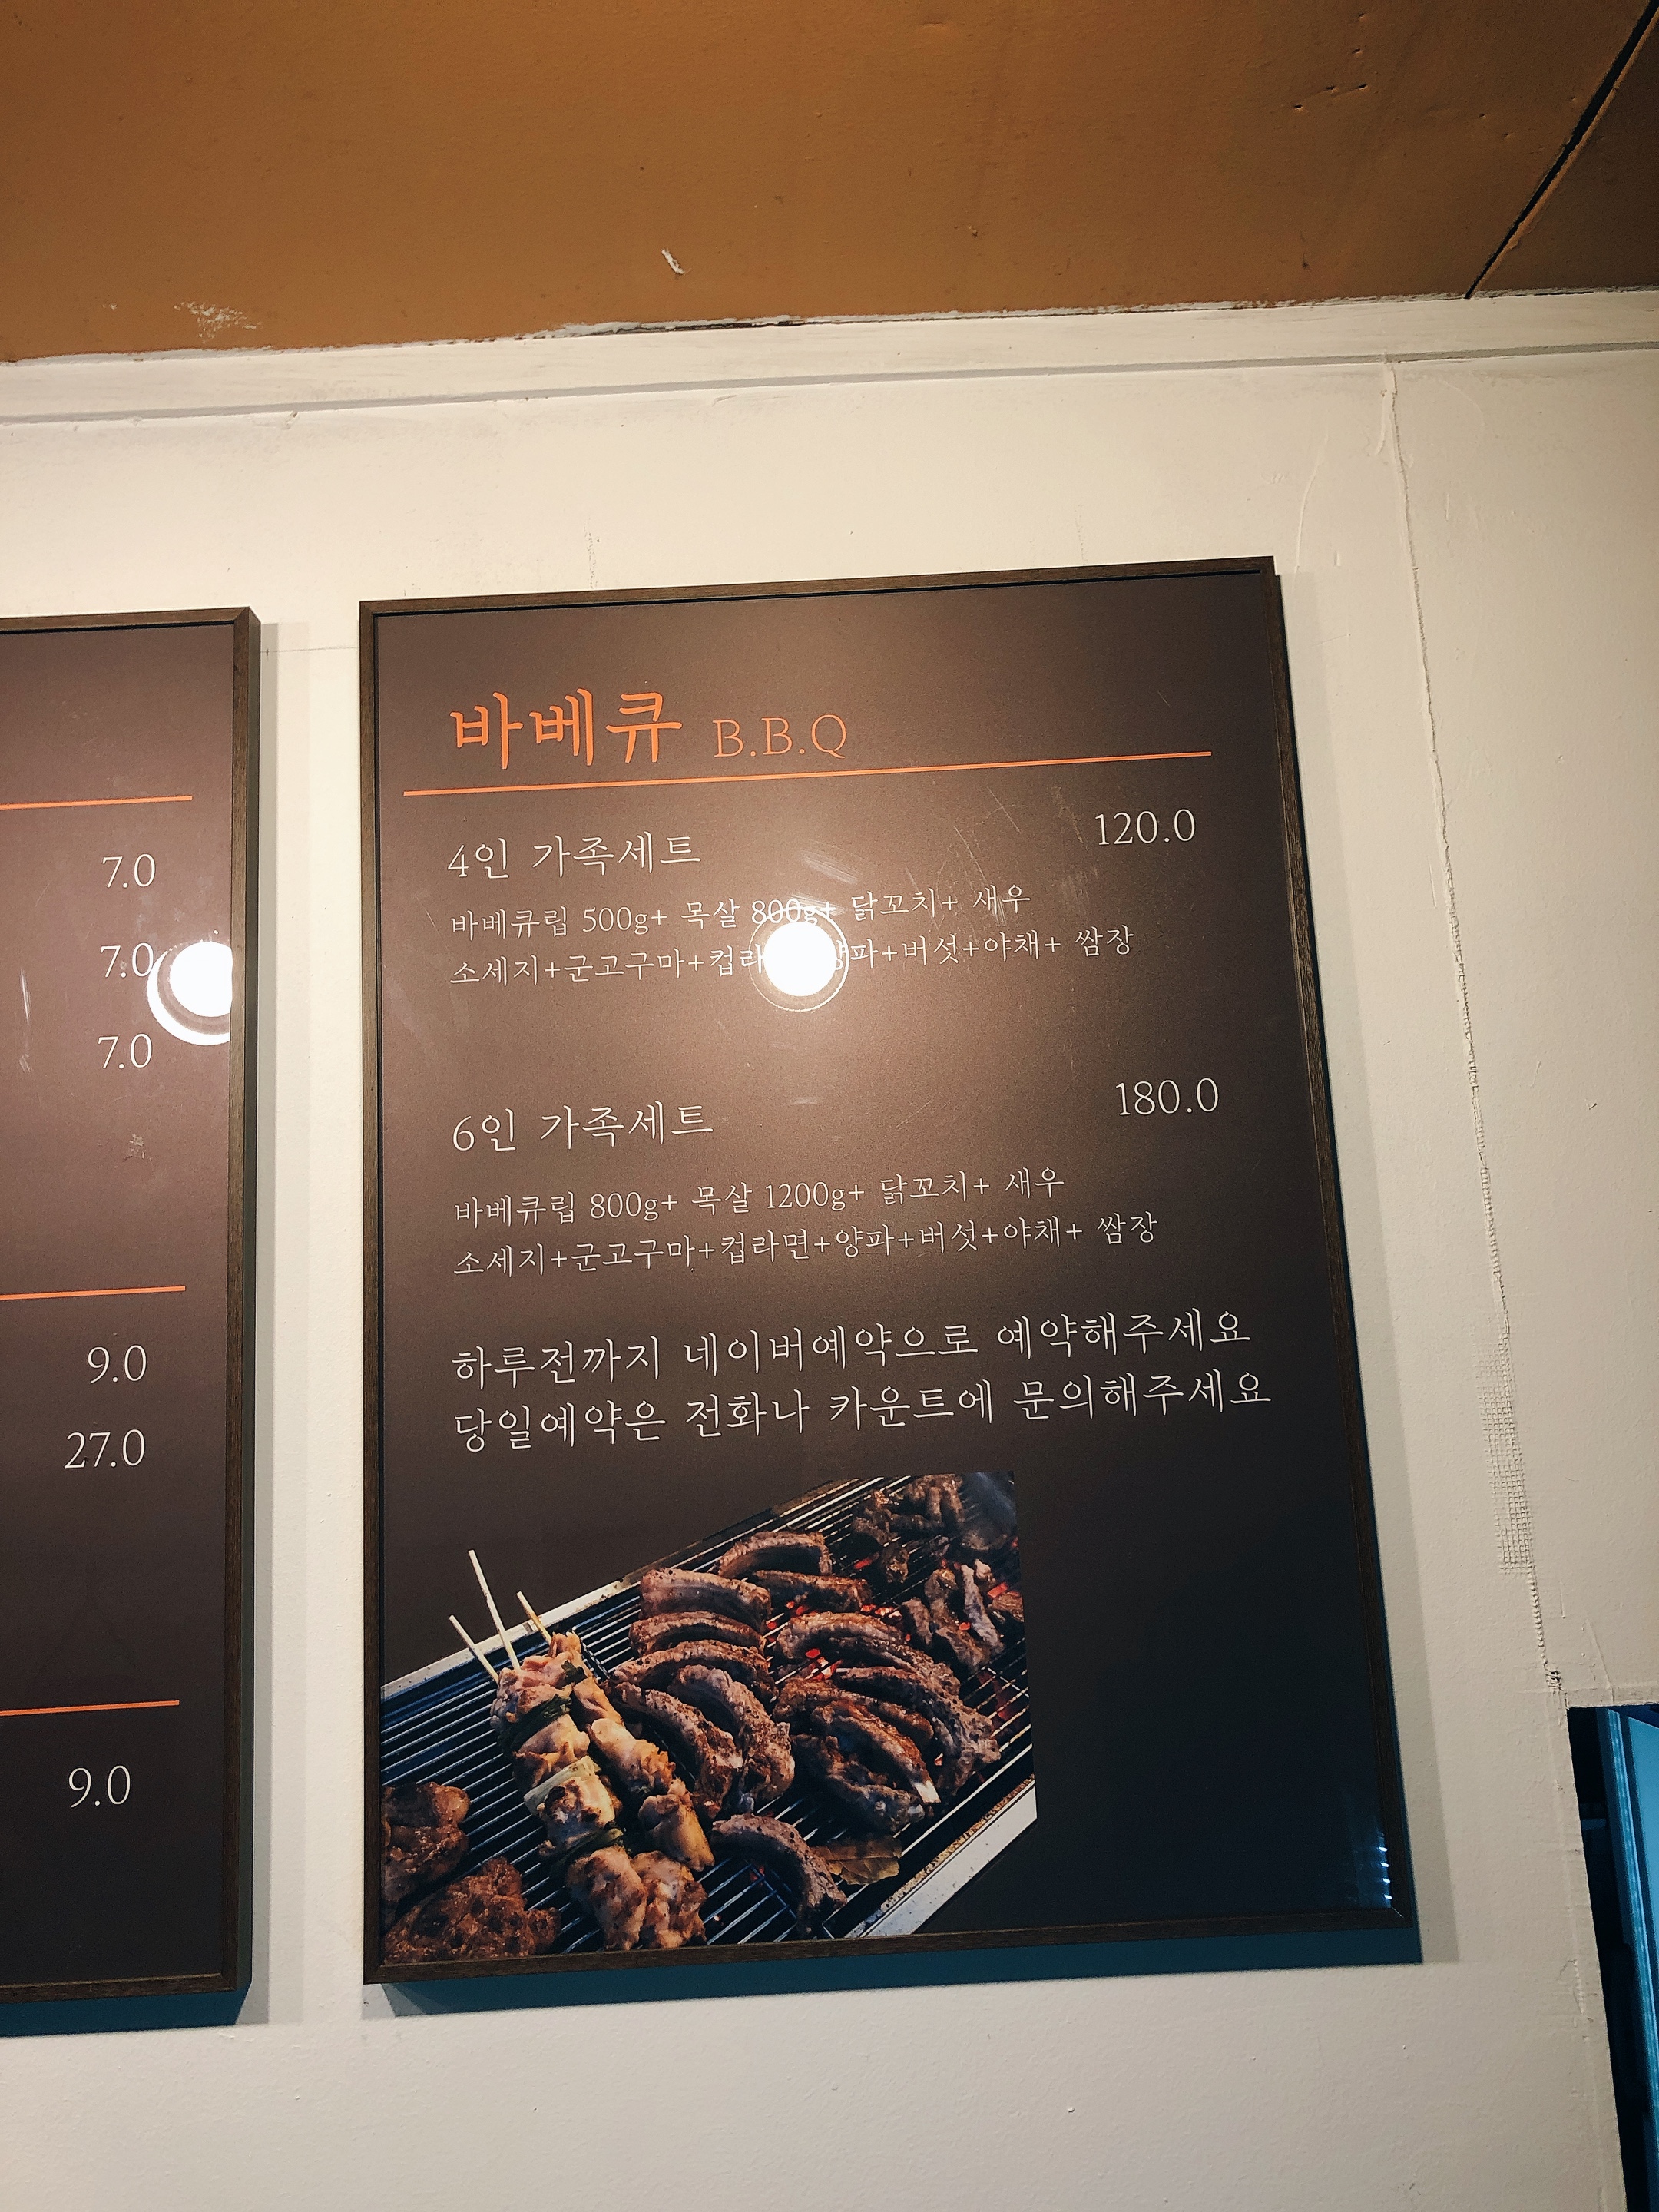 7.0
7.0
7.0
9.0
27.0
9.0
바베큐 B.B.Q
4인 가족세트 120.0
바베큐립 500g+ 목살 800g+ 닭꼬치+ 새우
소세지+군고구마+컵라 양파+버섯+야채+ 쌈장
6인 가족세트 180.0
바베큐립 800g+ 목살 1200g+ 닭꼬치+ 새우
소세지+군고구마+컵라면+양파+버섯+야채+ 쌈장
하루전까지 네이버예약으로 예약해주세요
당일예약은 전화나 카운트에 문의해주세요